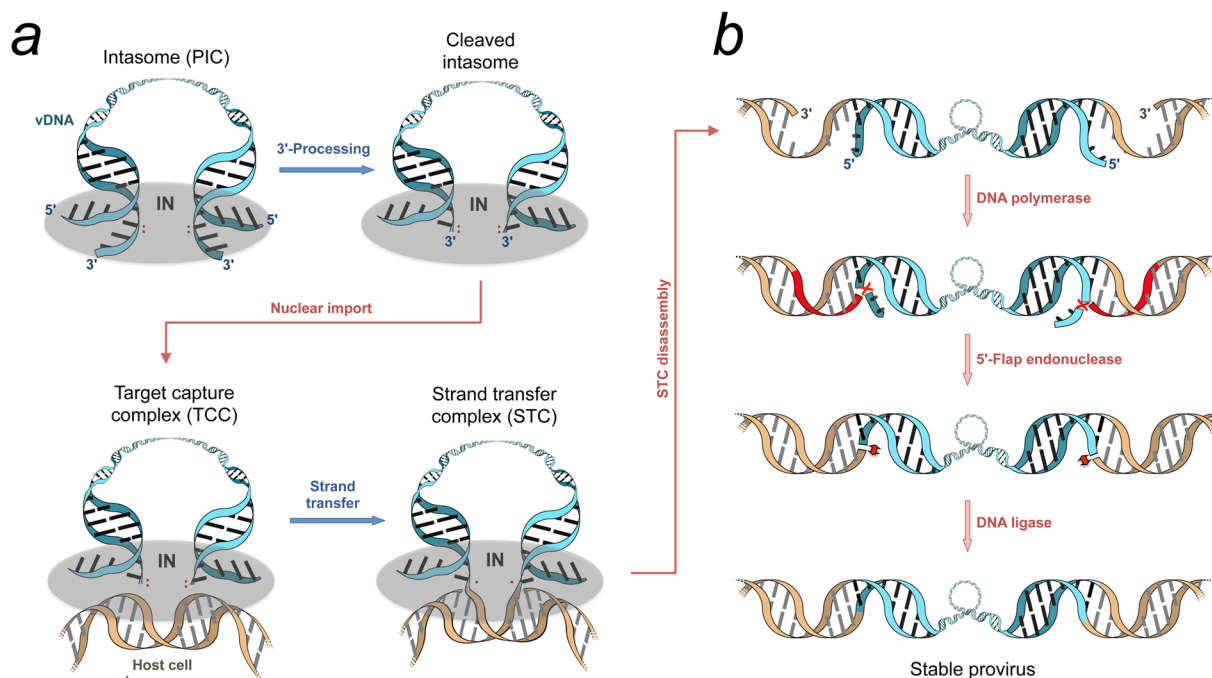 a
Intasome (PIC)
vDNA
IN
5'
5'
3'
3'
3'-Processing
Cleaved
intasome
IN
3'
3'
Nuclear import
Target capture
complex (TCC)
IN
Host cell
Strand
transfer
Strand transfer
complex (STC)
IN
STC disassembly
b
3'
3'
5'
5'
DNA polymerase
5'-Flap endonuclease
DNA ligase
Stable provirus